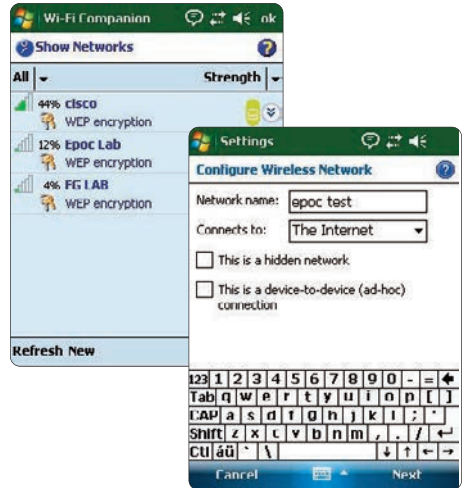 Wi-Fi Companion ok
Show Networks ?
All Strength
44% cisco
WEP encryption
12% Epoc Lab
WEP encryption
4% FG LAB
WEP encryption
Refresh New
Settings
Configure Wireless Network ?
Network name: epoc test
Connects to: The Internet
This is a hidden network
This is a device-to-device (ad-hoc)
connection
123 1 2 3 4 5 6 7 8 9 0 - = ←
Tab q w e r t y u i o p [ ]
CAP a s d f g h j k l ; '
Shift z x c v b n m , . / ↵
Ctl áü ` \ ↓ ↑ ← →
Cancel Next